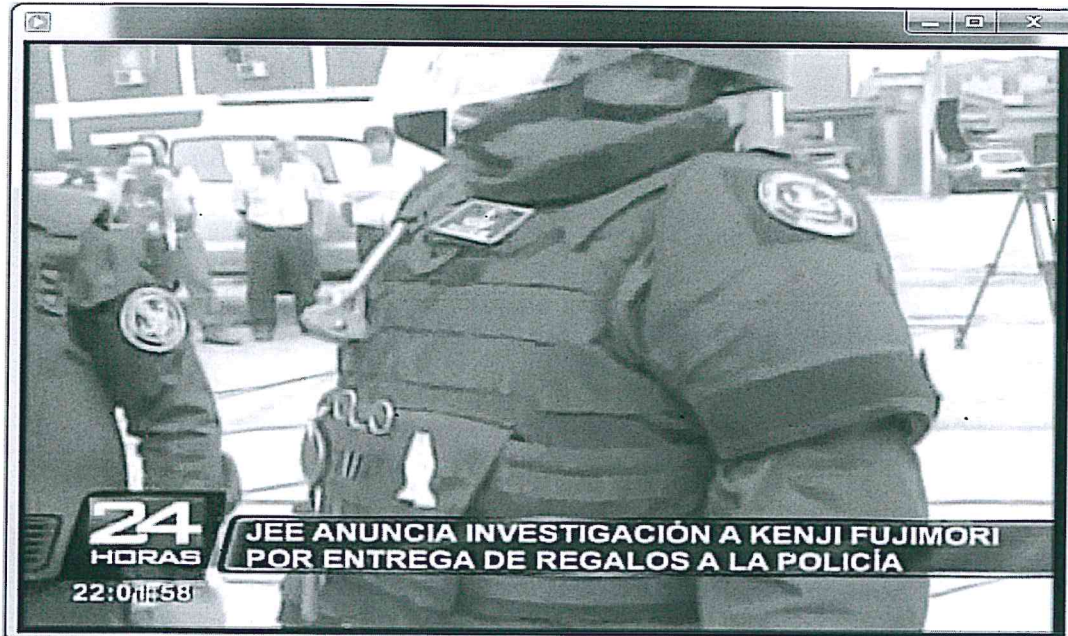 24
HORAS
JEE ANUNCIA INVESTIGACIÓN A KENJI FUJIMORI
POR ENTREGA DE REGALOS A LA POLICÍA